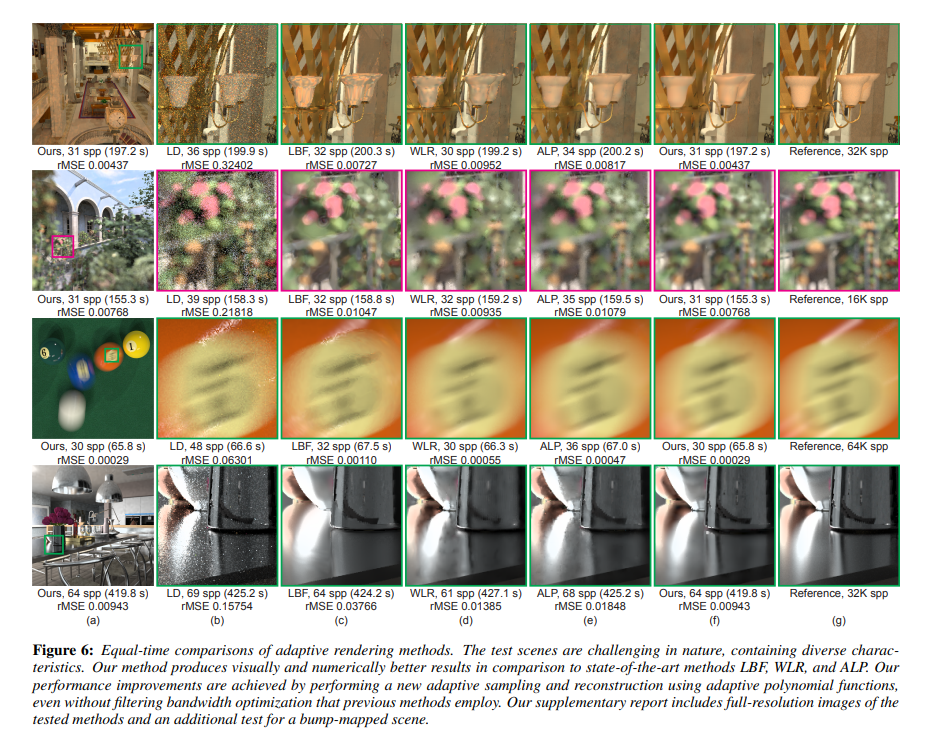 Ours, 31 spp (197.2 s) LD, 36 spp (199.9 s) LBF, 32 spp (200.3 s) WLR, 30 spp (199.2 s) ALP, 34 spp (200.2 s) Ours, 31 spp (197.2 s) Reference, 32K spp
rMSE 0.00437 rMSE 0.32402 rMSE 0.00727 rMSE 0.00952 rMSE 0.00817 rMSE 0.00437
Ours, 31 spp (155.3 s) LD, 39 spp (158.3 s) LBF, 32 spp (158.8 s) WLR, 32 spp (159.2 s) ALP, 35 spp (159.5 s) Ours, 31 spp (155.3 s) Reference, 16K spp
rMSE 0.00768 rMSE 0.21818 rMSE 0.01047 rMSE 0.00935 rMSE 0.01079 rMSE 0.00768
6 1
Ours, 30 spp (65.8 s) LD, 48 spp (66.6 s) LBF, 32 spp (67.5 s) WLR, 30 spp (66.3 s) ALP, 36 spp (67.0 s) Ours, 30 spp (65.8 s) Reference, 64K spp
rMSE 0.00029 rMSE 0.06301 rMSE 0.00110 rMSE 0.00055 rMSE 0.00047 rMSE 0.00029
Ours, 64 spp (419.8 s) LD, 69 spp (425.2 s) LBF, 64 spp (424.2 s) WLR, 61 spp (427.1 s) ALP, 68 spp (425.2 s) Ours, 64 spp (419.8 s) Reference, 32K spp
rMSE 0.00943 rMSE 0.15754 rMSE 0.03766 rMSE 0.01385 rMSE 0.01848 rMSE 0.00943
(a) (b) (c) (d) (e) (f) (g)
Figure 6: Equal-time comparisons of adaptive rendering methods. The test scenes are challenging in nature, containing diverse charac-
teristics. Our method produces visually and numerically better results in comparison to state-of-the-art methods LBF, WLR, and ALP. Our
performance improvements are achieved by performing a new adaptive sampling and reconstruction using adaptive polynomial functions,
even without filtering bandwidth optimization that previous methods employ. Our supplementary report includes full-resolution images of the
tested methods and an additional test for a bump-mapped scene.